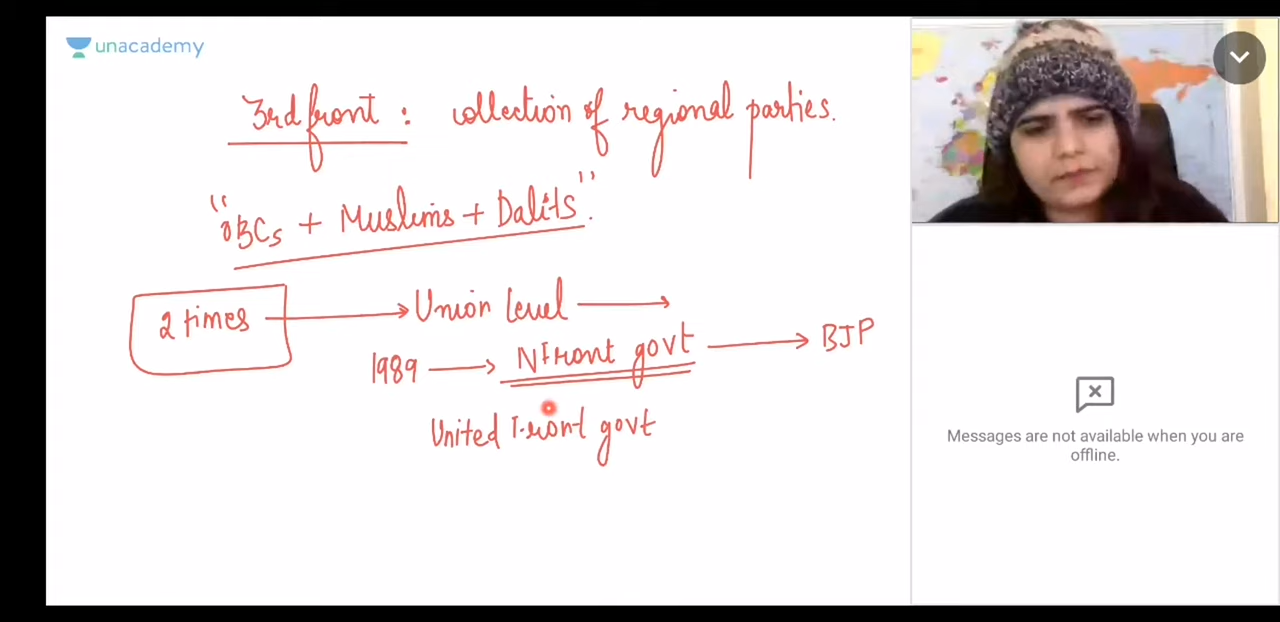 unacademy
3rd front : collection of regional parties.
"OBCs + Muslims + Dalits".
2 times → Union level →
1989 → NFront govt → BJP
United Front govt
Messages are not available when you are
offline.